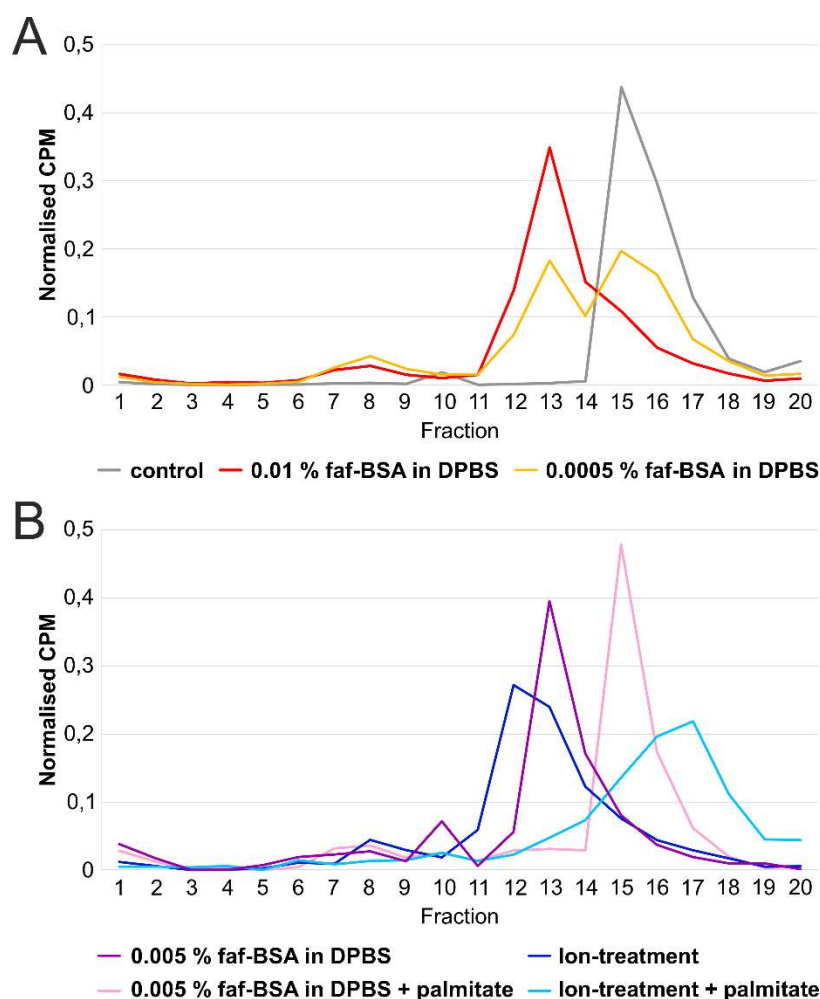 A
Normalised CPM
0,5
0,4
0,3
0,2
0,1
0
1 2 3 4 5 6 7 8 9 10 11 12 13 14 15 16 17 18 19 20
Fraction
control 0.01 % faf-BSA in DPBS 0.0005 % faf-BSA in DPBS
B
Normalised CPM
0,5
0,4
0,3
0,2
0,1
0
1 2 3 4 5 6 7 8 9 10 11 12 13 14 15 16 17 18 19 20
Fraction
0.005 % faf-BSA in DPBS Ion-treatment
0.005 % faf-BSA in DPBS + palmitate Ion-treatment + palmitate